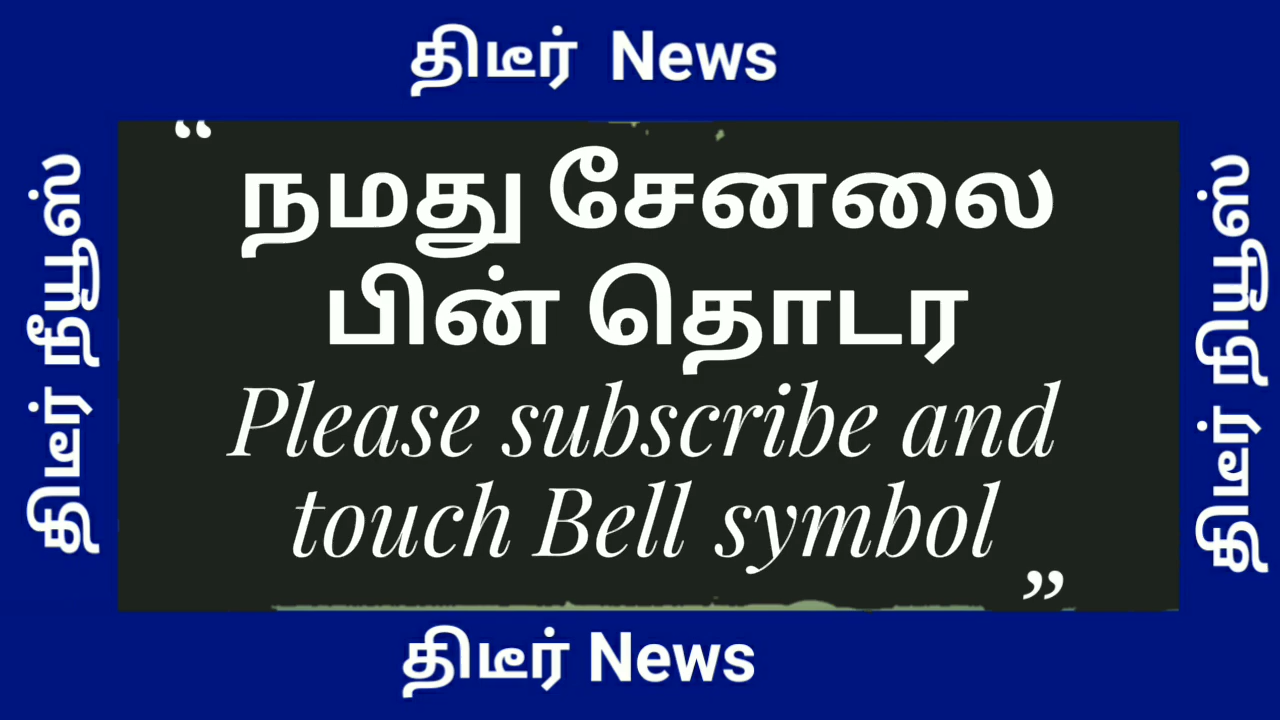 திடீர் News
“
நமது சேனலை
பின் தொடர
Please subscribe and
touch Bell symbol
”
திடீர் நீயூஸ்
திடீர் நியூஸ்
திடீர் News